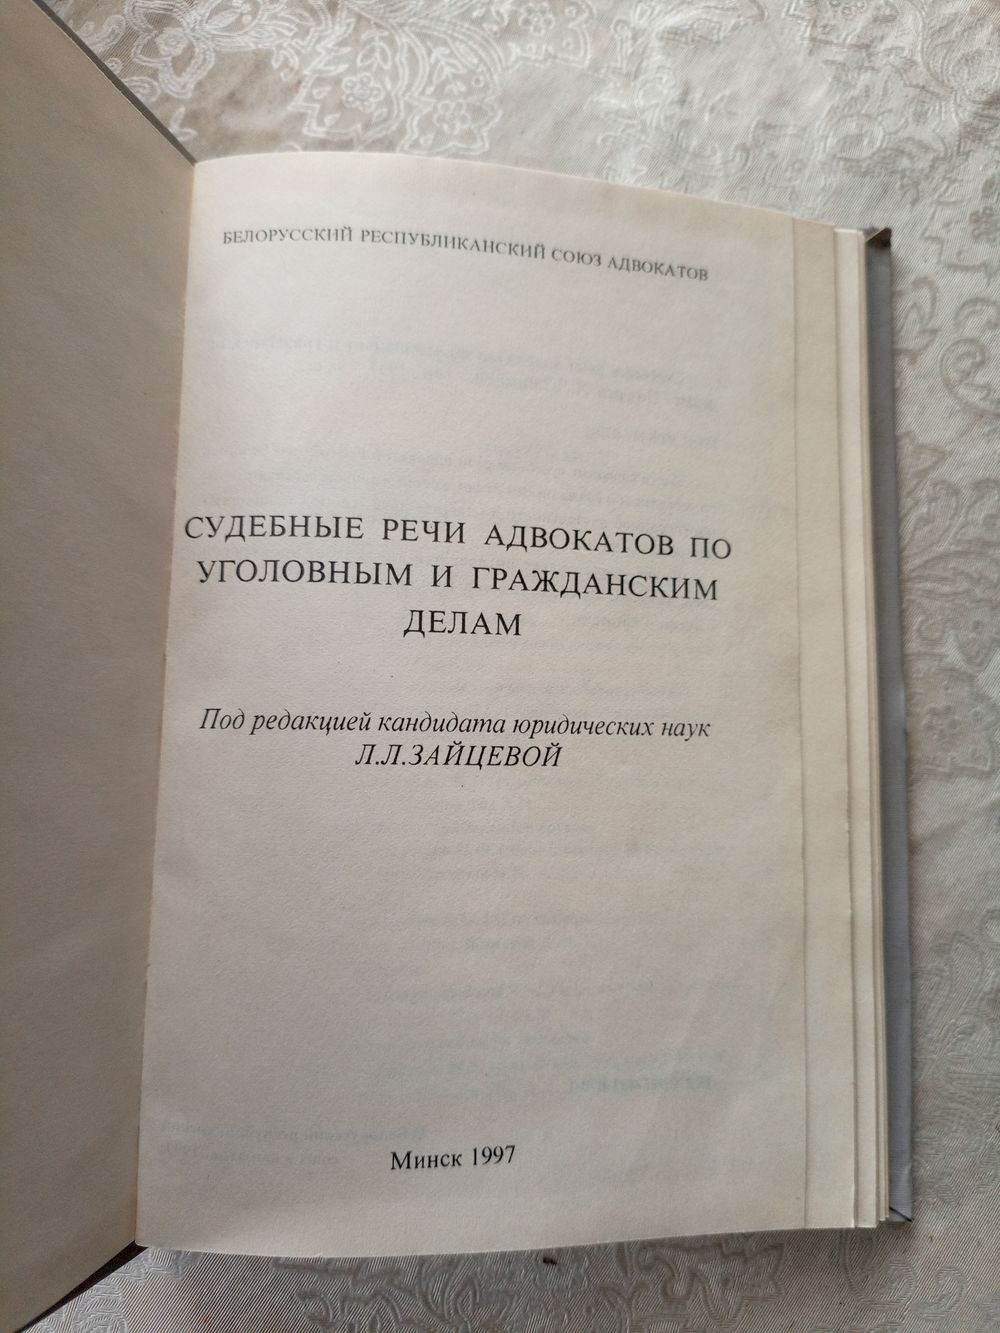 БЕЛОРУССКИЙ РЕСПУБЛИКАНСКИЙ СОЮЗ АДВОКАТОВ
СУДЕБНЫЕ РЕЧИ АДВОКАТОВ ПО
УГОЛОВНЫМ И ГРАЖДАНСКИМ
ДЕЛАМ
Под редакцией кандидата юридических наук
Л.Л.ЗАЙЦЕВОЙ
Минск 1997